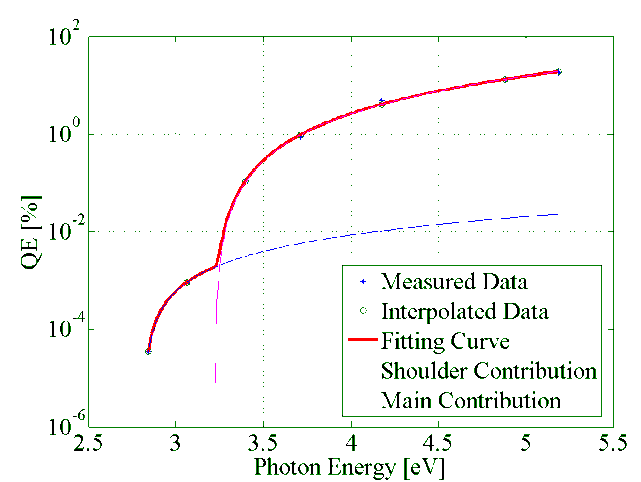 10^2
10^0
10^-2
10^-4
10^-6
QE [%]
Measured Data
Interpolated Data
Fitting Curve
Shoulder Contribution
Main Contribution
2.5 3 3.5 4 4.5 5 5.5
Photon Energy [eV]